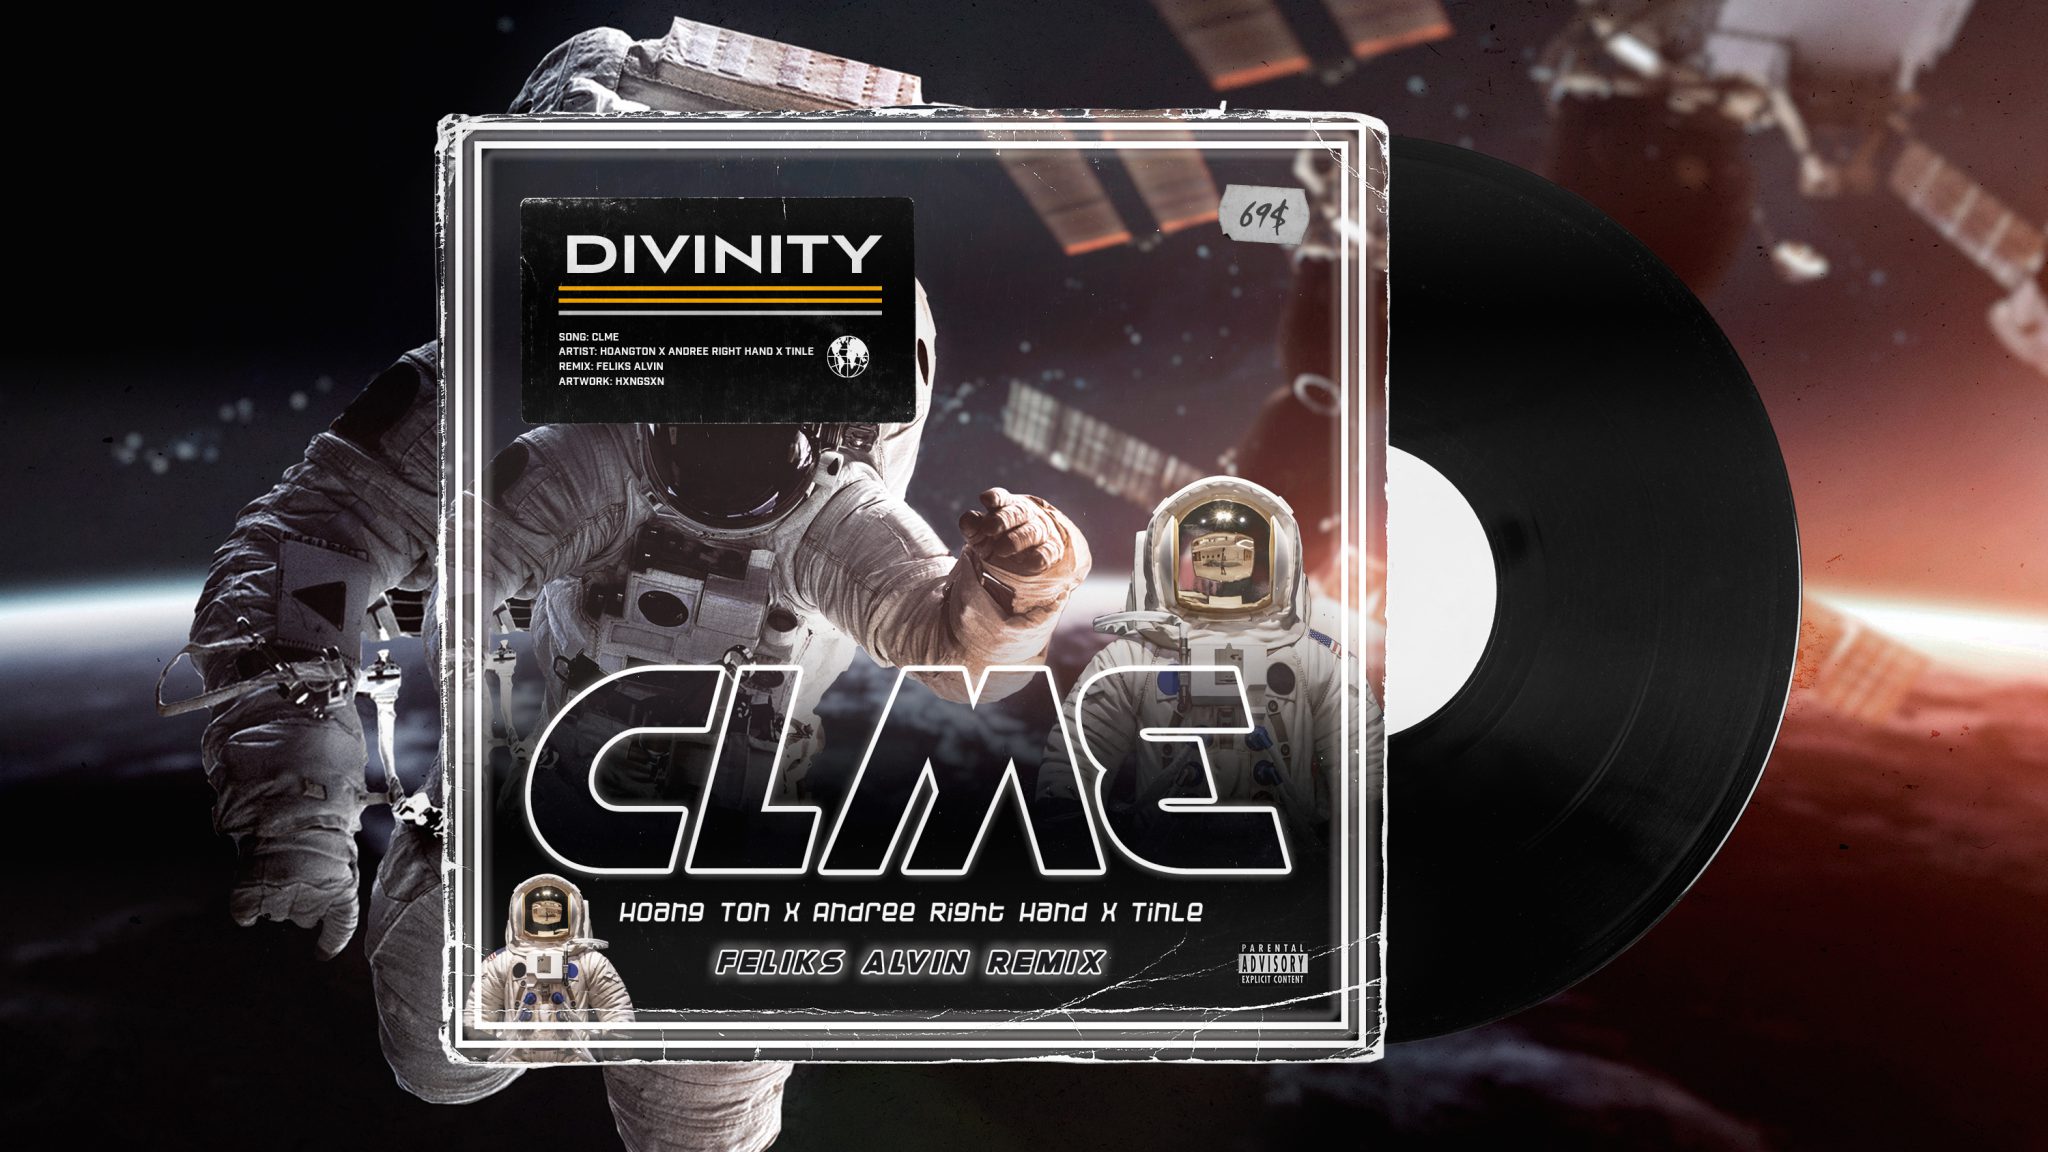 DIVINITY
SONG: CLME
ARTIST: HOANGTON X ANDREE RIGHT HAND X TINLE
REMIX: FELIKS ALVIN
ARTWORK: HXNGSXN
69$
CLME
Hoang Ton X Andree Right Hand X Tinle
FELIKS ALVIN REMIX
PARENTAL
ADVISORY
EXPLICIT CONTENT